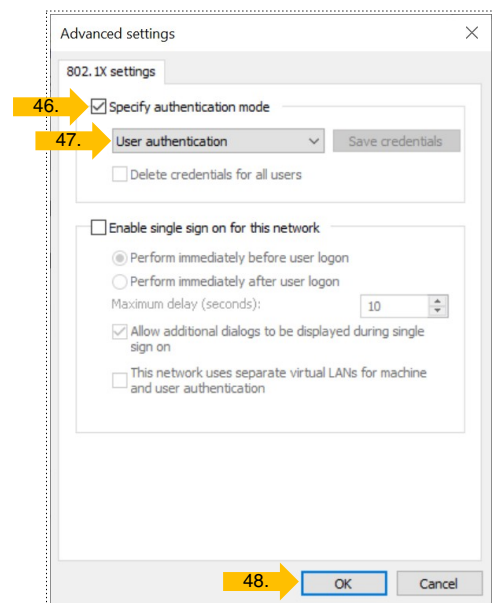 Advanced settings
802.1X settings
46. Specify authentication mode
47. User authentication Save credentials
Delete credentials for all users
Enable single sign on for this network
Perform immediately before user logon
Perform immediately after user logon
Maximum delay (seconds): 10
Allow additional dialogs to be displayed during single
sign on
This network uses separate virtual LANs for machine
and user authentication
48. OK Cancel